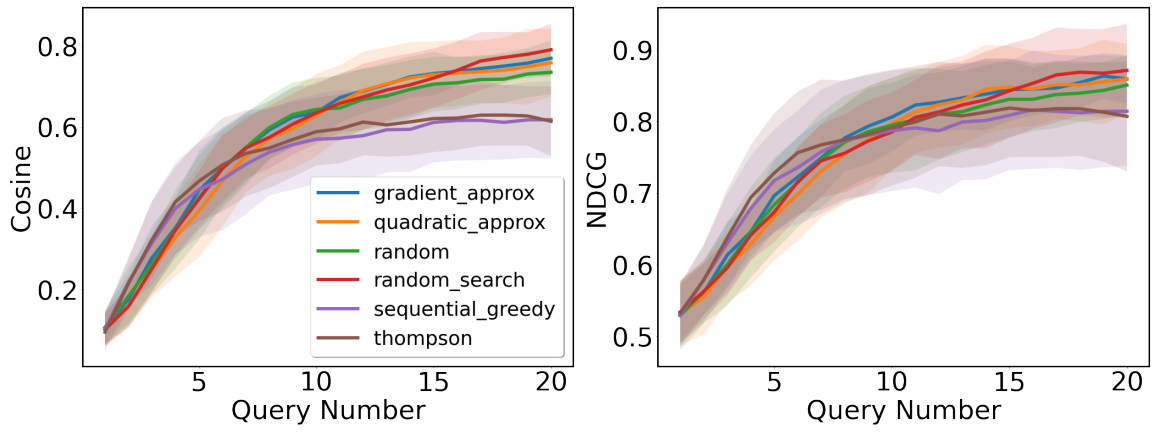 Cosine
0.8
0.6
0.4
0.2
gradient_approx
quadratic_approx
random
random_search
sequential_greedy
thompson
5
10
15
20
Query Number
NDCG
0.9
0.8
0.7
0.6
0.5
5
10
15
20
Query Number